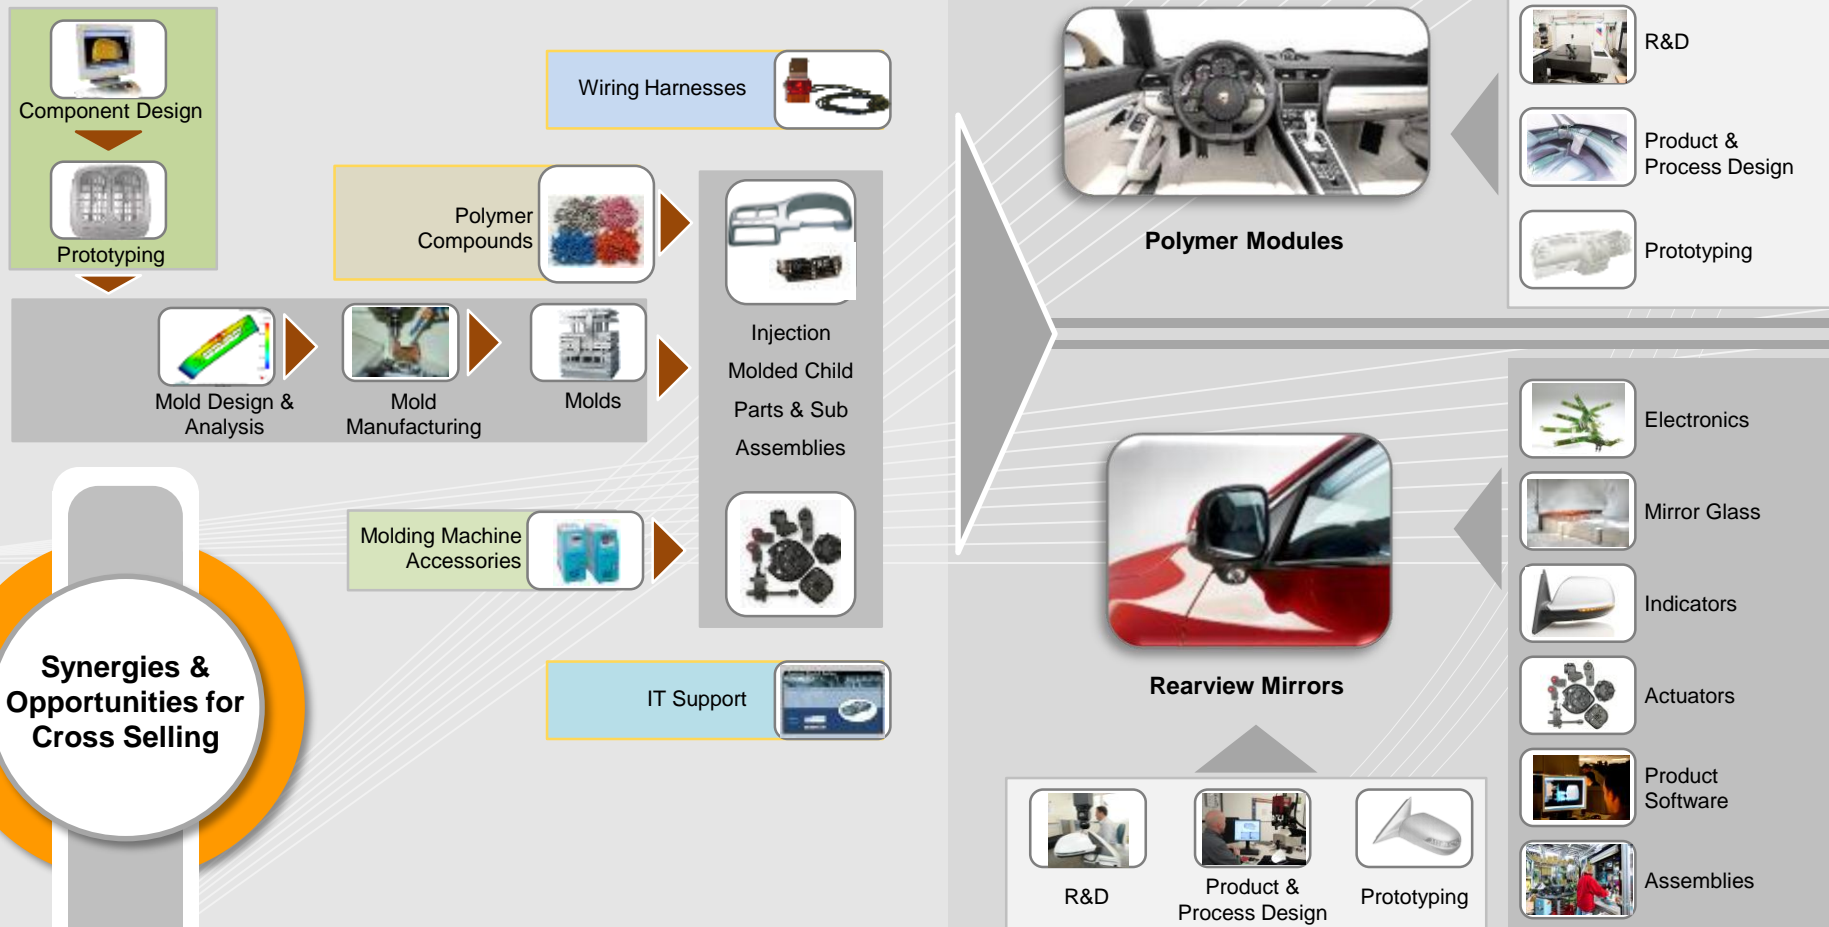 Component Design
Prototyping
Wiring Harnesses
Polymer
Compounds
Mold Design &
Analysis
Mold
Manufacturing
Molds
Injection
Molded Child
Parts & Sub
Assemblies
Molding Machine
Accessories
IT Support
Synergies &
Opportunities for
Cross Selling
Polymer Modules
R&D
Product &
Process Design
Prototyping
Rearview Mirrors
Electronics
Mirror Glass
Indicators
Actuators
Product
Software
Assemblies
R&D
Product &
Process Design
Prototyping